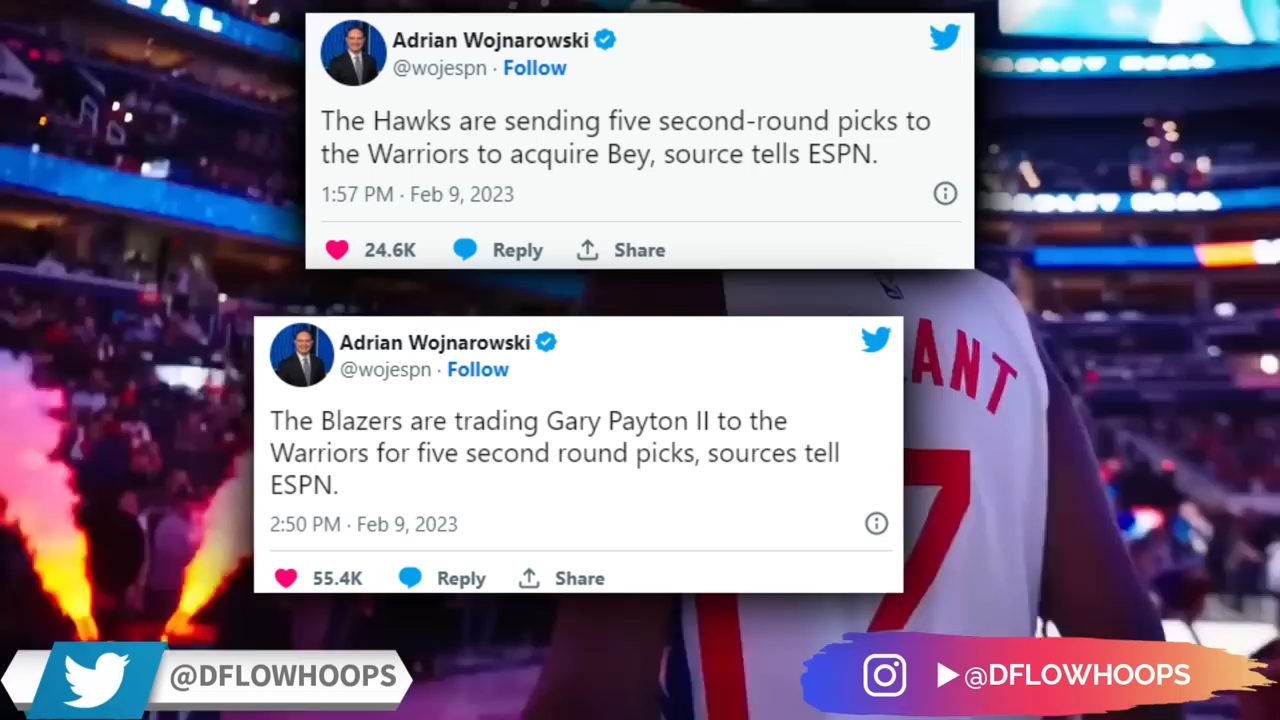 Adrian Wojnarowski
@wojespn · Follow
The Hawks are sending five second-round picks to
the Warriors to acquire Bey, source tells ESPN.
1:57 PM · Feb 9, 2023
24.6K Reply Share
Adrian Wojnarowski
@wojespn · Follow
ANT
The Blazers are trading Gary Payton II to the
Warriors for five second round picks, sources tell
ESPN.
7
2:50 PM · Feb 9, 2023
55.4K Reply Share
@DFLOWHOOPS
@DFLOWHOOPS